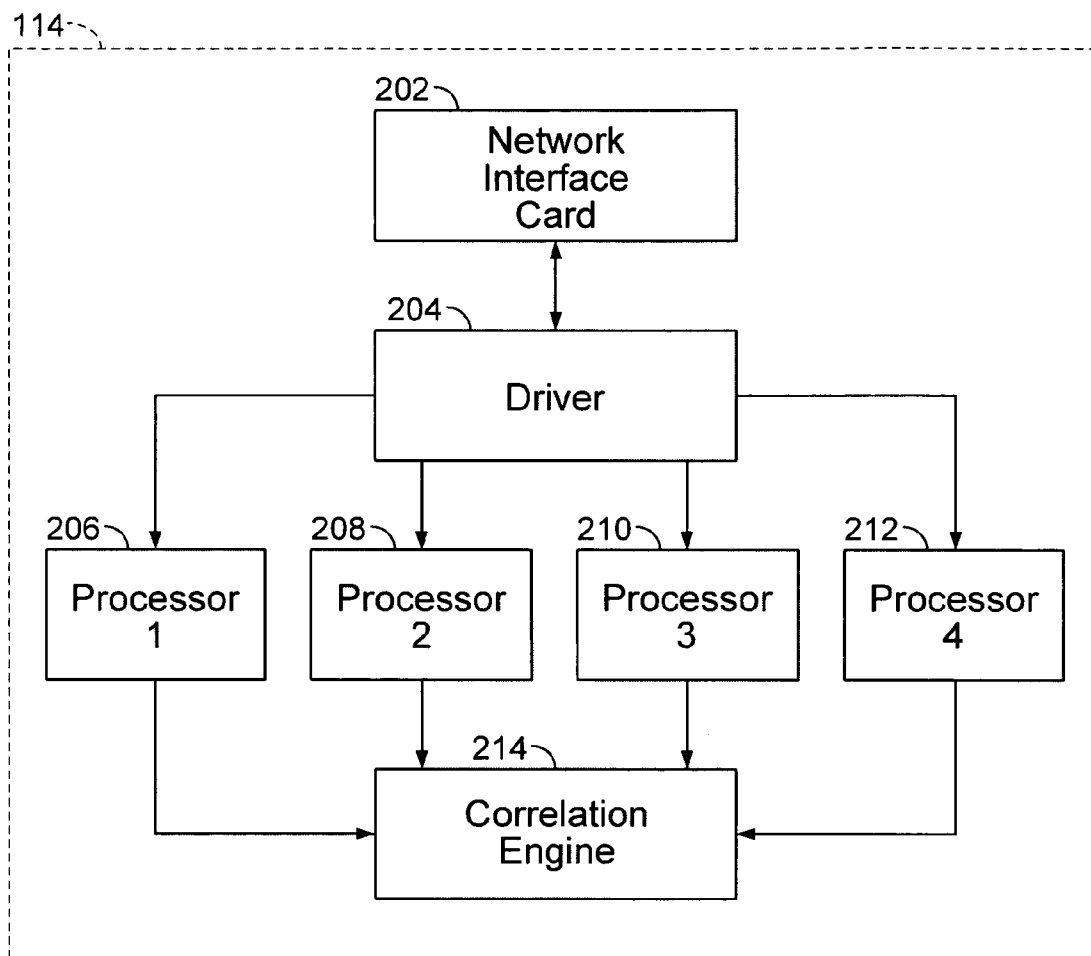 114
202
Network
Interface
Card
204
Driver
206
Processor
1
208
Processor
2
210
Processor
3
212
Processor
4
214
Correlation
Engine